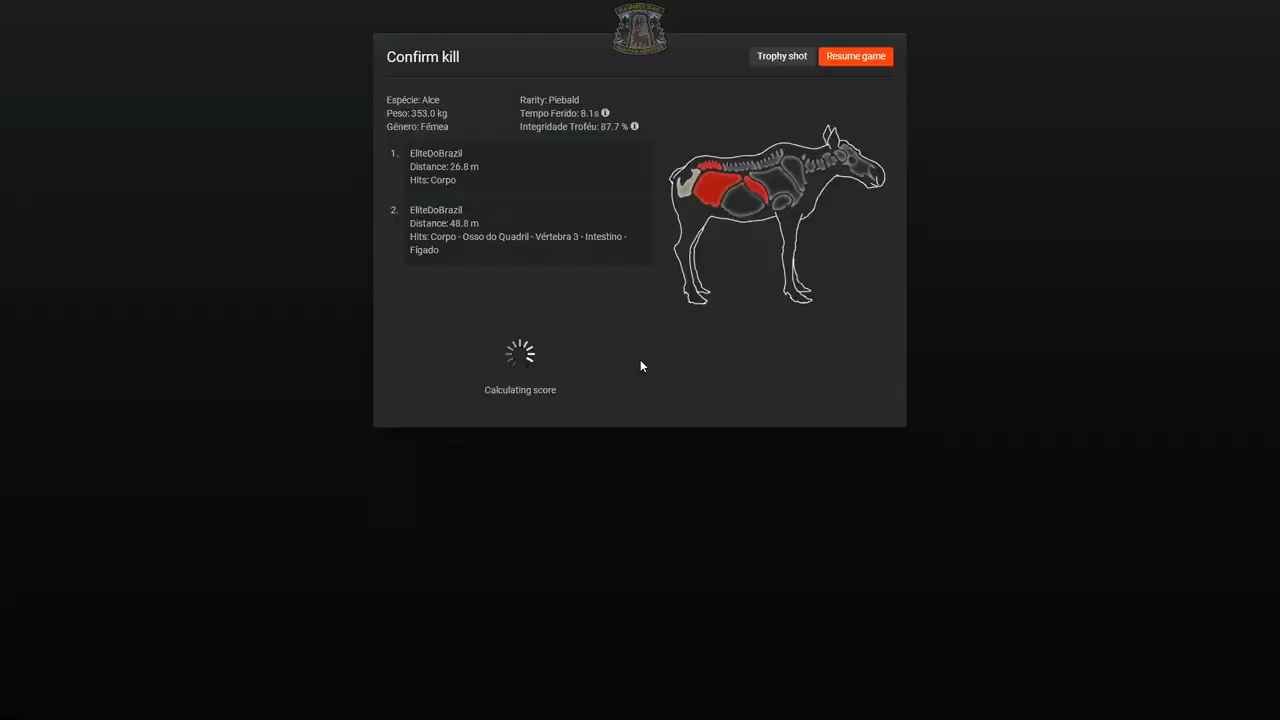 Confirm kill
Trophy shot
Resume game
Espécie: Alce
Peso: 353.0 kg
Género: Fêmea
Rarity: Piebald
Tempo Ferido: 8.1s
Integridade Troféu: 87.7 %
1. EliteDoBrazil
Distance: 26.8 m
Hits: Corpo
2. EliteDoBrazil
Distance: 48.8 m
Hits: Corpo - Osso do Quadril - Vértebra 3 - Intestino -
Fígado
Calculating score